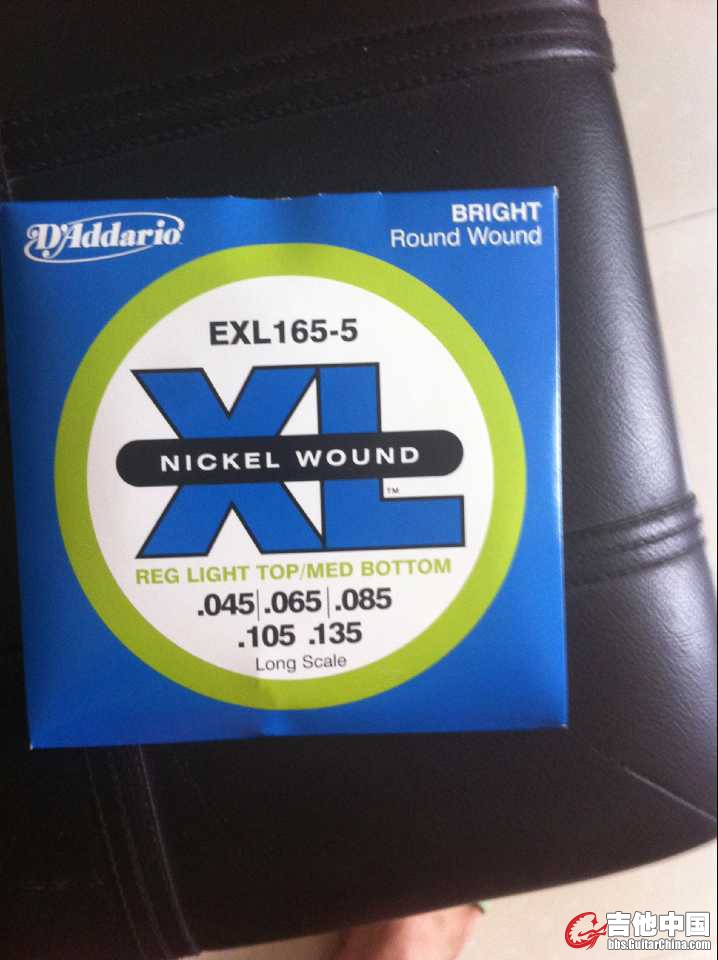 D'Addario
BRIGHT
Round Wound
EXL165-5
XL
NICKEL WOUND
TM
REG LIGHT TOP/MED BOTTOM
.045|.065|.085
.105 .135
Long Scale
吉他中国
bbs.GuitarChina.com